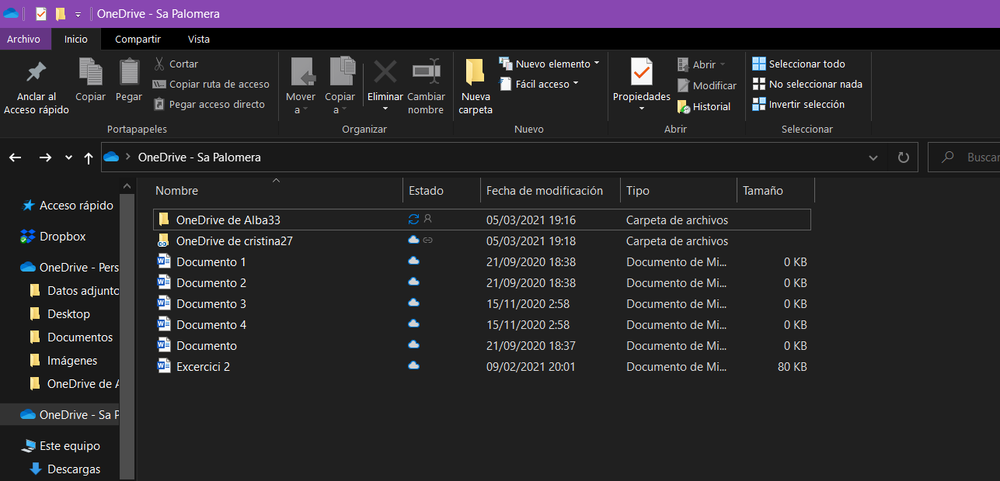 OneDrive - Sa Palomera
Archivo Inicio Compartir Vista
Anclar al Acceso rápido
Copiar
Pegar
Cortar
Copiar ruta de acceso
Pegar acceso directo
Portapapeles
Mover a
Copiar a
Eliminar
Cambiar nombre
Organizar
Nueva carpeta
Nuevo elemento
Fácil acceso
Nuevo
Propiedades
Abrir
Modificar
Historial
Abrir
Seleccionar todo
No seleccionar nada
Invertir selección
Seleccionar
OneDrive - Sa Palomera
Buscar
Acceso rápido
Dropbox
OneDrive - Pers
Datos adjunto
Desktop
Documentos
Imágenes
OneDrive de A
OneDrive - Sa P
Este equipo
Descargas
Nombre Estado Fecha de modificación Tipo Tamaño
OneDrive de Alba33 05/03/2021 19:16 Carpeta de archivos
OneDrive de cristina27 05/03/2021 19:18 Carpeta de archivos
Documento 1 21/09/2020 18:38 Documento de Mi... 0 KB
Documento 2 21/09/2020 18:38 Documento de Mi... 0 KB
Documento 3 15/11/2020 2:58 Documento de Mi... 0 KB
Documento 4 15/11/2020 2:58 Documento de Mi... 0 KB
Documento 21/09/2020 18:37 Documento de Mi... 0 KB
Excercici 2 09/02/2021 20:01 Documento de Mi... 80 KB